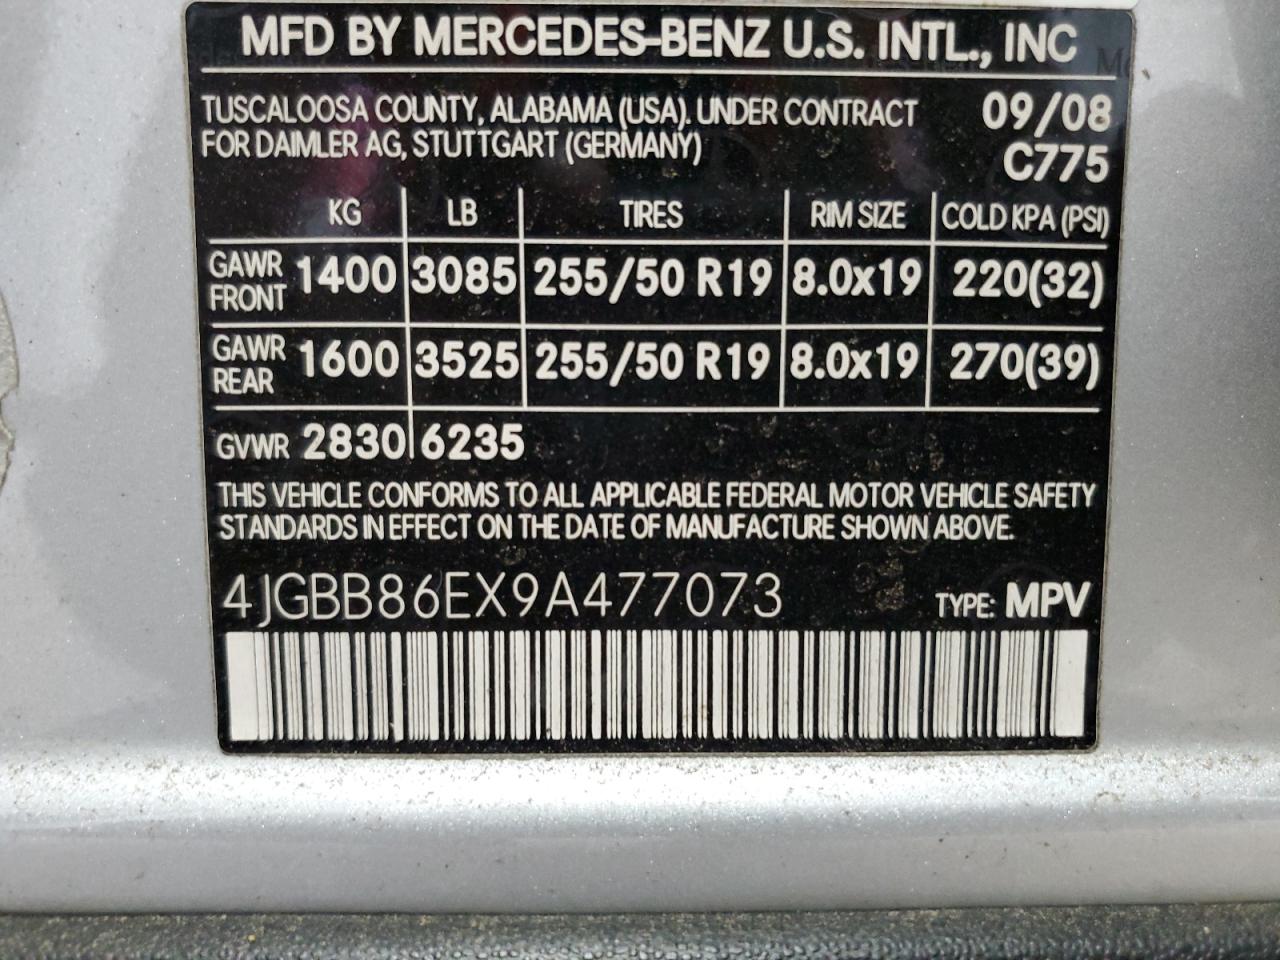 MFD BY MERCEDES-BENZ U.S. INTL., INC
TUSCALOOSA COUNTY, ALABAMA (USA). UNDER CONTRACT 09/08
FOR DAIMLER AG, STUTTGART (GERMANY) C775
KG LB TIRES RIM SIZE COLD KPA (PSI)
GAWR FRONT 1400 3085 255/50 R19 8.0x19 220(32)
GAWR REAR 1600 3525 255/50 R19 8.0x19 270(39)
GVWR 2830 6235
THIS VEHICLE CONFORMS TO ALL APPLICABLE FEDERAL MOTOR VEHICLE SAFETY
STANDARDS IN EFFECT ON THE DATE OF MANUFACTURE SHOWN ABOVE.
4JGBB86EX9A477073 TYPE: MPV